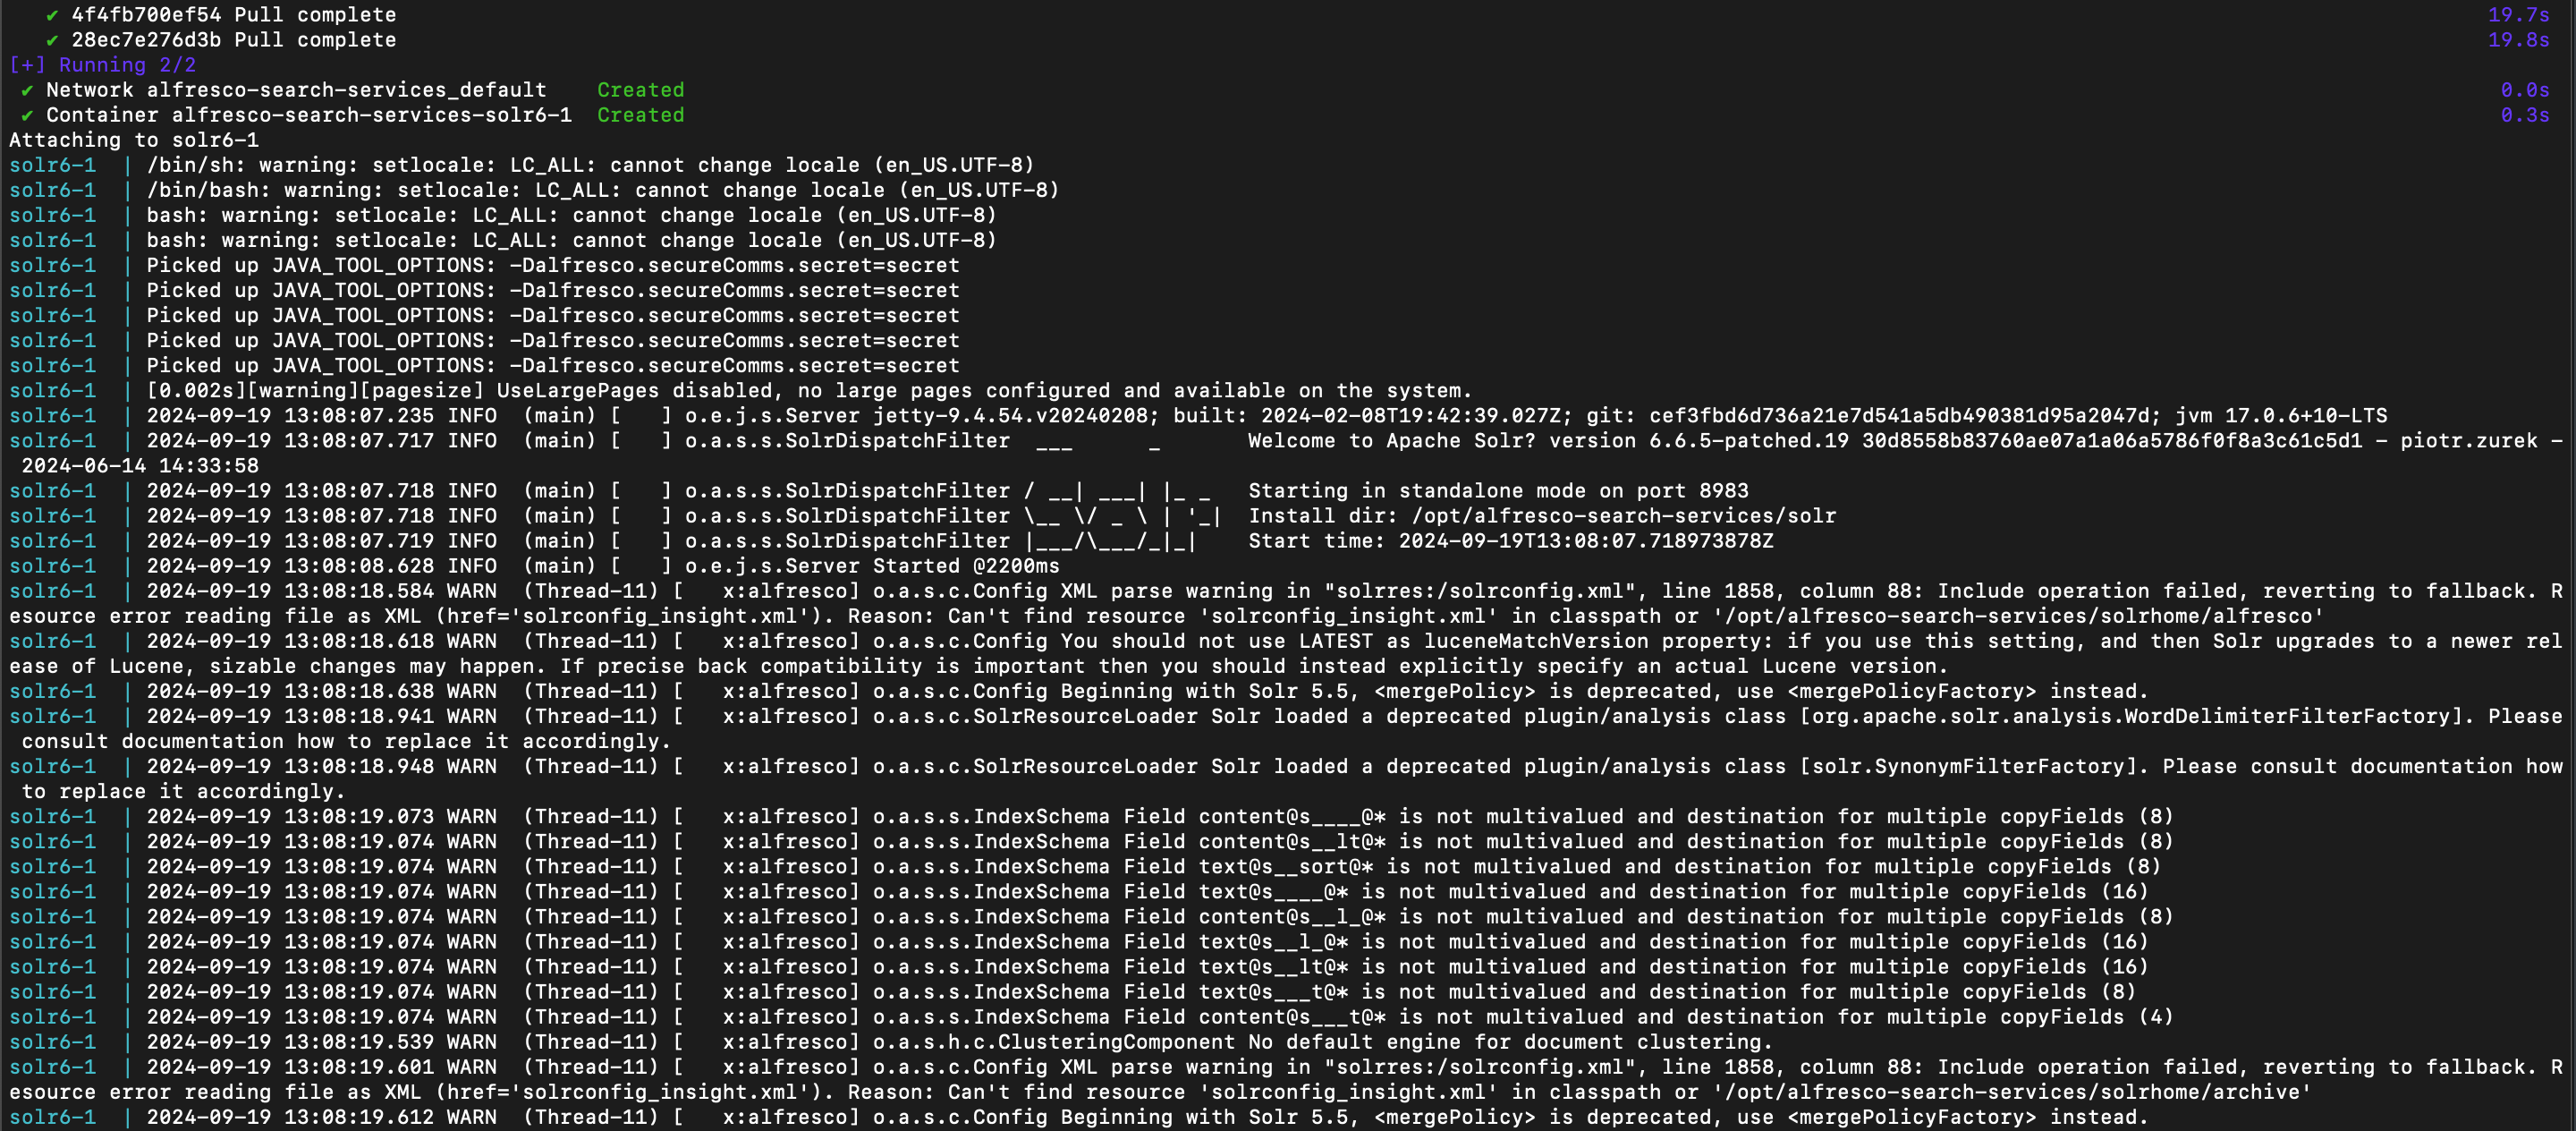 ✔ 4f4fb700ef54 Pull complete 19.7s
✔ 28ec7e276d3b Pull complete 19.8s
[+] Running 2/2
✔ Network alfresco-search-services_default    Created 0.0s
✔ Container alfresco-search-services-solr6-1  Created 0.3s
Attaching to solr6-1
solr6-1  | /bin/sh: warning: setlocale: LC_ALL: cannot change locale (en_US.UTF-8)
solr6-1  | /bin/bash: warning: setlocale: LC_ALL: cannot change locale (en_US.UTF-8)
solr6-1  | bash: warning: setlocale: LC_ALL: cannot change locale (en_US.UTF-8)
solr6-1  | bash: warning: setlocale: LC_ALL: cannot change locale (en_US.UTF-8)
solr6-1  | Picked up JAVA_TOOL_OPTIONS: -Dalfresco.secureComms.secret=secret
solr6-1  | Picked up JAVA_TOOL_OPTIONS: -Dalfresco.secureComms.secret=secret
solr6-1  | Picked up JAVA_TOOL_OPTIONS: -Dalfresco.secureComms.secret=secret
solr6-1  | Picked up JAVA_TOOL_OPTIONS: -Dalfresco.secureComms.secret=secret
solr6-1  | Picked up JAVA_TOOL_OPTIONS: -Dalfresco.secureComms.secret=secret
solr6-1  | [0.002s][warning][pagesize] UseLargePages disabled, no large pages configured and available on the system.
solr6-1  | 2024-09-19 13:08:07.235 INFO  (main) [   ] o.e.j.s.Server jetty-9.4.54.v20240208; built: 2024-02-08T19:42:39.027Z; git: cef3fbd6d736a21e7d541a5db490381d95a2047d; jvm 17.0.6+10-LTS
solr6-1  | 2024-09-19 13:08:07.717 INFO  (main) [   ] o.a.s.s.SolrDispatchFilter  ___      _       Welcome to Apache Solr? version 6.6.5-patched.19 30d8558b83760ae07a1a06a5786f0f8a3c61c5d1 - piotr.zurek -
2024-06-14 14:33:58
solr6-1  | 2024-09-19 13:08:07.718 INFO  (main) [   ] o.a.s.s.SolrDispatchFilter / __| ___| |_ _   Starting in standalone mode on port 8983
solr6-1  | 2024-09-19 13:08:07.718 INFO  (main) [   ] o.a.s.s.SolrDispatchFilter \__ \/ _ \ | '_|  Install dir: /opt/alfresco-search-services/solr
solr6-1  | 2024-09-19 13:08:07.719 INFO  (main) [   ] o.a.s.s.SolrDispatchFilter |___/\___/_|_|    Start time: 2024-09-19T13:08:07.718973878Z
solr6-1  | 2024-09-19 13:08:08.628 INFO  (main) [   ] o.e.j.s.Server Started @2200ms
solr6-1  | 2024-09-19 13:08:18.584 WARN  (Thread-11) [   x:alfresco] o.a.s.c.Config XML parse warning in "solrres:/solrconfig.xml", line 1858, column 88: Include operation failed, reverting to fallback. R
esource error reading file as XML (href='solrconfig_insight.xml'). Reason: Can't find resource 'solrconfig_insight.xml' in classpath or '/opt/alfresco-search-services/solrhome/alfresco'
solr6-1  | 2024-09-19 13:08:18.618 WARN  (Thread-11) [   x:alfresco] o.a.s.c.Config You should not use LATEST as luceneMatchVersion property: if you use this setting, and then Solr upgrades to a newer rel
ease of Lucene, sizable changes may happen. If precise back compatibility is important then you should instead explicitly specify an actual Lucene version.
solr6-1  | 2024-09-19 13:08:18.638 WARN  (Thread-11) [   x:alfresco] o.a.s.c.Config Beginning with Solr 5.5, <mergePolicy> is deprecated, use <mergePolicyFactory> instead.
solr6-1  | 2024-09-19 13:08:18.941 WARN  (Thread-11) [   x:alfresco] o.a.s.c.SolrResourceLoader Solr loaded a deprecated plugin/analysis class [org.apache.solr.analysis.WordDelimiterFilterFactory]. Please
consult documentation how to replace it accordingly.
solr6-1  | 2024-09-19 13:08:18.948 WARN  (Thread-11) [   x:alfresco] o.a.s.c.SolrResourceLoader Solr loaded a deprecated plugin/analysis class [solr.SynonymFilterFactory]. Please consult documentation how
to replace it accordingly.
solr6-1  | 2024-09-19 13:08:19.073 WARN  (Thread-11) [   x:alfresco] o.a.s.s.IndexSchema Field content@s____@* is not multivalued and destination for multiple copyFields (8)
solr6-1  | 2024-09-19 13:08:19.074 WARN  (Thread-11) [   x:alfresco] o.a.s.s.IndexSchema Field content@s__lt@* is not multivalued and destination for multiple copyFields (8)
solr6-1  | 2024-09-19 13:08:19.074 WARN  (Thread-11) [   x:alfresco] o.a.s.s.IndexSchema Field text@s__sort@* is not multivalued and destination for multiple copyFields (8)
solr6-1  | 2024-09-19 13:08:19.074 WARN  (Thread-11) [   x:alfresco] o.a.s.s.IndexSchema Field text@s____@* is not multivalued and destination for multiple copyFields (16)
solr6-1  | 2024-09-19 13:08:19.074 WARN  (Thread-11) [   x:alfresco] o.a.s.s.IndexSchema Field content@s__l_@* is not multivalued and destination for multiple copyFields (8)
solr6-1  | 2024-09-19 13:08:19.074 WARN  (Thread-11) [   x:alfresco] o.a.s.s.IndexSchema Field text@s__l_@* is not multivalued and destination for multiple copyFields (16)
solr6-1  | 2024-09-19 13:08:19.074 WARN  (Thread-11) [   x:alfresco] o.a.s.s.IndexSchema Field text@s__lt@* is not multivalued and destination for multiple copyFields (16)
solr6-1  | 2024-09-19 13:08:19.074 WARN  (Thread-11) [   x:alfresco] o.a.s.s.IndexSchema Field text@s___t@* is not multivalued and destination for multiple copyFields (8)
solr6-1  | 2024-09-19 13:08:19.074 WARN  (Thread-11) [   x:alfresco] o.a.s.s.IndexSchema Field content@s___t@* is not multivalued and destination for multiple copyFields (4)
solr6-1  | 2024-09-19 13:08:19.539 WARN  (Thread-11) [   x:alfresco] o.a.s.h.c.ClusteringComponent No default engine for document clustering.
solr6-1  | 2024-09-19 13:08:19.601 WARN  (Thread-11) [   x:alfresco] o.a.s.c.Config XML parse warning in "solrres:/solrconfig.xml", line 1858, column 88: Include operation failed, reverting to fallback. R
esource error reading file as XML (href='solrconfig_insight.xml'). Reason: Can't find resource 'solrconfig_insight.xml' in classpath or '/opt/alfresco-search-services/solrhome/archive'
solr6-1  | 2024-09-19 13:08:19.612 WARN  (Thread-11) [   x:alfresco] o.a.s.c.Config Beginning with Solr 5.5, <mergePolicy> is deprecated, use <mergePolicyFactory> instead.